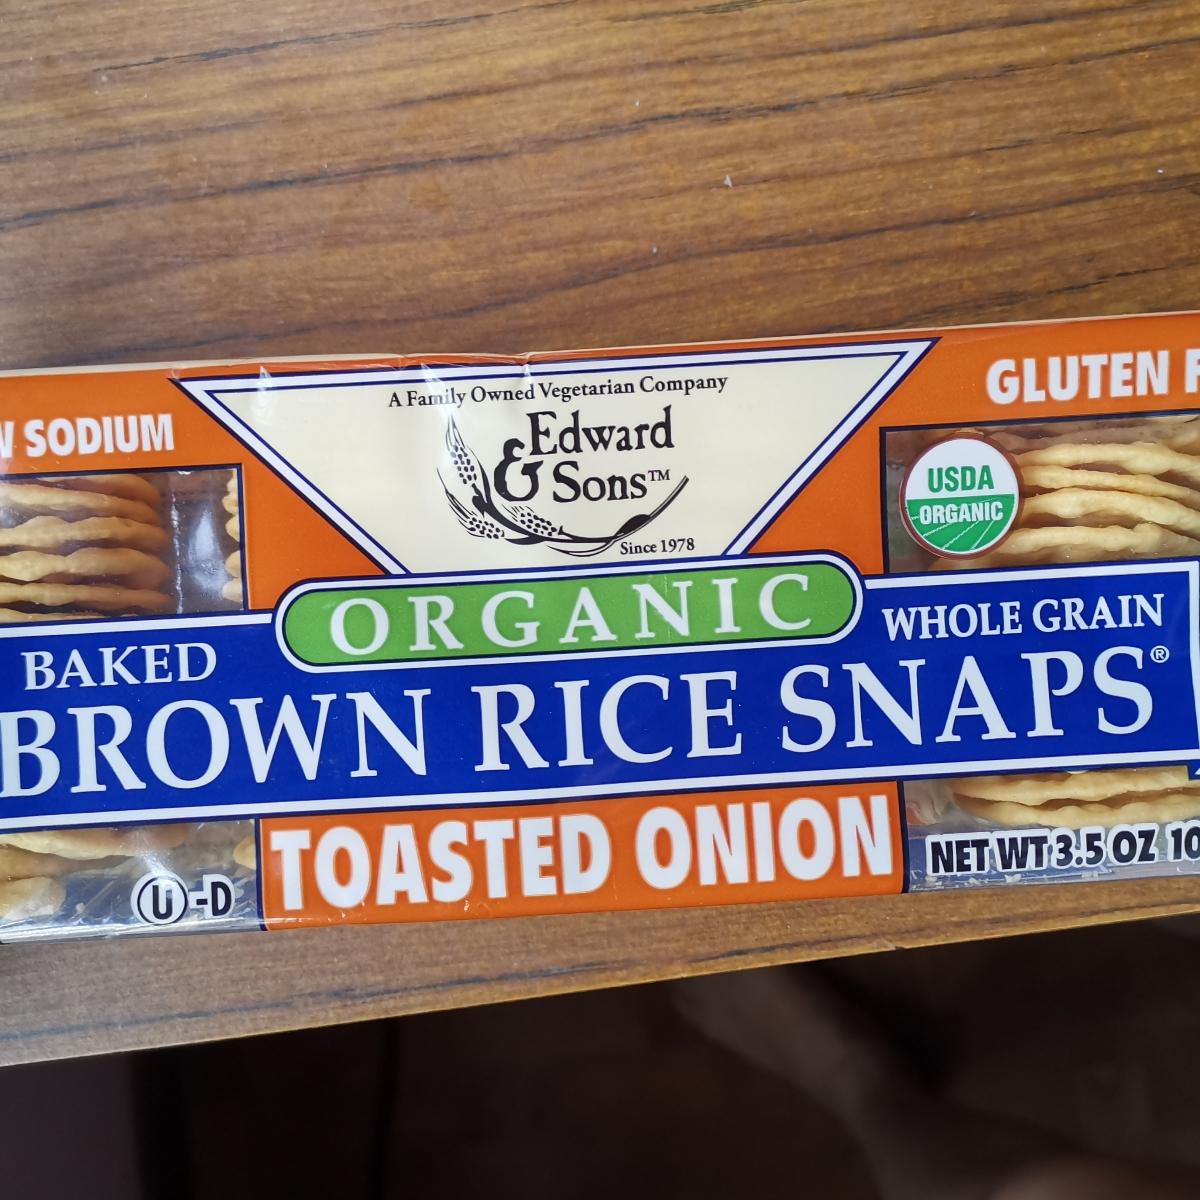 A Family Owned Vegetarian Company
Edward
& Sons™
Since 1978
SODIUM
GLUTEN
USDA
ORGANIC
ORGANIC
BAKED
WHOLE GRAIN
BROWN RICE SNAPS®
TOASTED ONION
U-D
NET WT 3.5 OZ 10